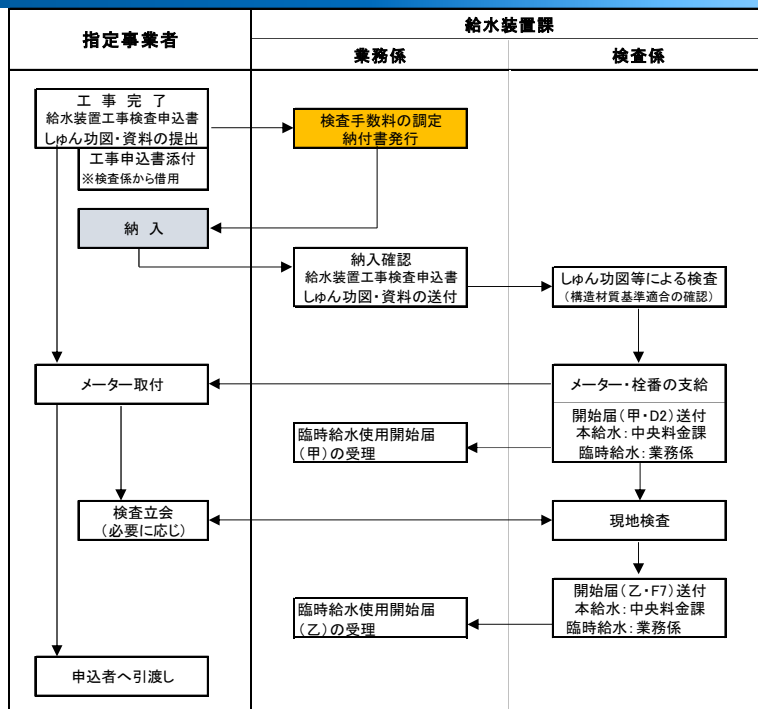 指定事業者
給水装置課
業務係
検査係
工 事 完 了
給水装置工事検査申込書
しゅん功図・資料の提出
工事申込書添付
※検査係から借用
検査手数料の調定
納付書発行
納 入
納入確認
給水装置工事検査申込書
しゅん功図・資料の送付
しゅん功図等による検査
(構造材質基準適合の確認)
メーター取付
メーター・栓番の支給
開始届(甲・D2)送付
本給水:中央料金課
臨時給水:業務係
臨時給水使用開始届
(甲)の受理
検査立会
(必要に応じ)
現地検査
開始届(乙・F7)送付
本給水:中央料金課
臨時給水:業務係
臨時給水使用開始届
(乙)の受理
申込者へ引渡し